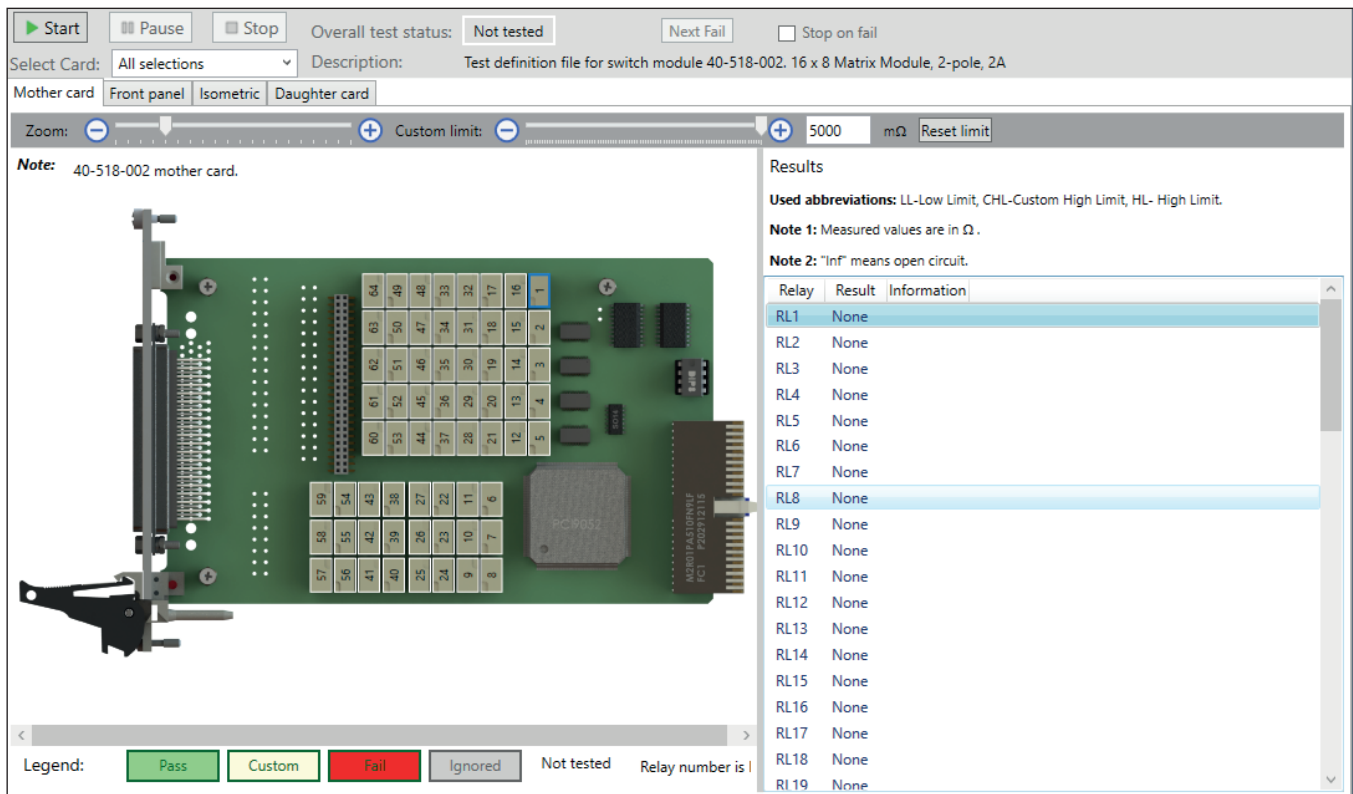 Start Pause Stop Overall test status: Not tested Next Fail Stop on fail
Select Card: All selections Description: Test definition file for switch module 40-518-002. 16 x 8 Matrix Module, 2-pole, 2A
Mother card Front panel Isometric Daughter card
Zoom: Custom limit: 5000 mΩ Reset limit
Note: 40-518-002 mother card.
64 49 48 33 32 17 16 1
63 50 47 34 31 18 15 2
62 51 46 35 30 19 14 3
61 52 45 36 29 20 13 4
60 53 44 37 28 21 12 5
59 54 43 38 27 22 11 6
58 55 42 39 26 23 10 7
57 56 41 40 25 24 9 8
DIP8
SO14
PCI9052
M2R01PA510FN9LF
FC1 P202912115
Legend: Pass Custom Fail Ignored Not tested Relay number is
Results
Used abbreviations: LL-Low Limit, CHL-Custom High Limit, HL- High Limit.
Note 1: Measured values are in Ω .
Note 2: "Inf" means open circuit.
Relay Result Information
RL1 None
RL2 None
RL3 None
RL4 None
RL5 None
RL6 None
RL7 None
RL8 None
RL9 None
RL10 None
RL11 None
RL12 None
RL13 None
RL14 None
RL15 None
RL16 None
RL17 None
RL18 None
RL19 None